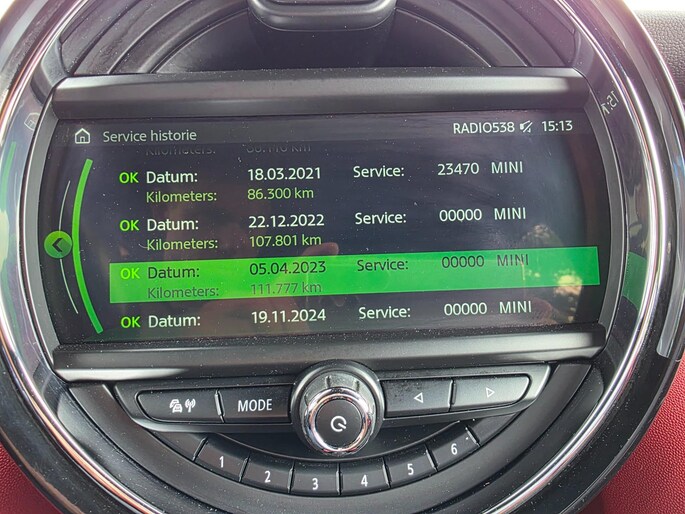 Service historie RADIO538 15:13
OK Datum: 18.03.2021 Service: 23470 MINI
Kilometers: 86.300 km
OK Datum: 22.12.2022 Service: 00000 MINI
Kilometers: 107.801 km
OK Datum: 05.04.2023 Service: 00000 MINI
Kilometers: 111.777 km
OK Datum: 19.11.2024 Service: 00000 MINI
MODE
1 2 3 4 5 6